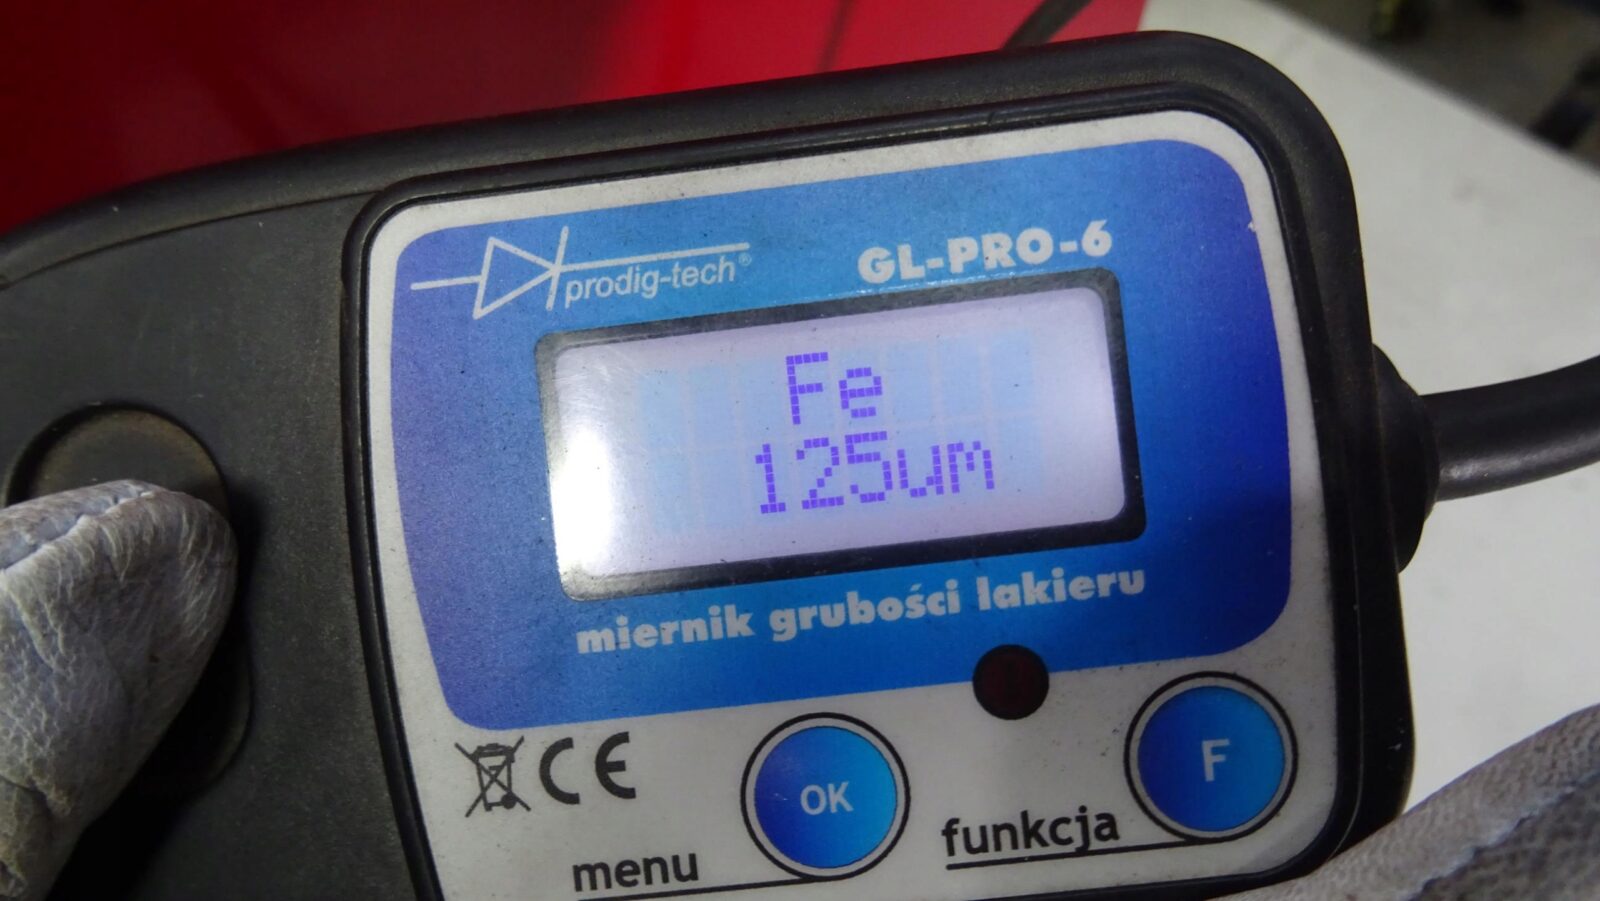 prodig-tech®
GL-PRO-6
Fe
125um
miernik grubości lakieru
CE
OK
F
menu
funkcja